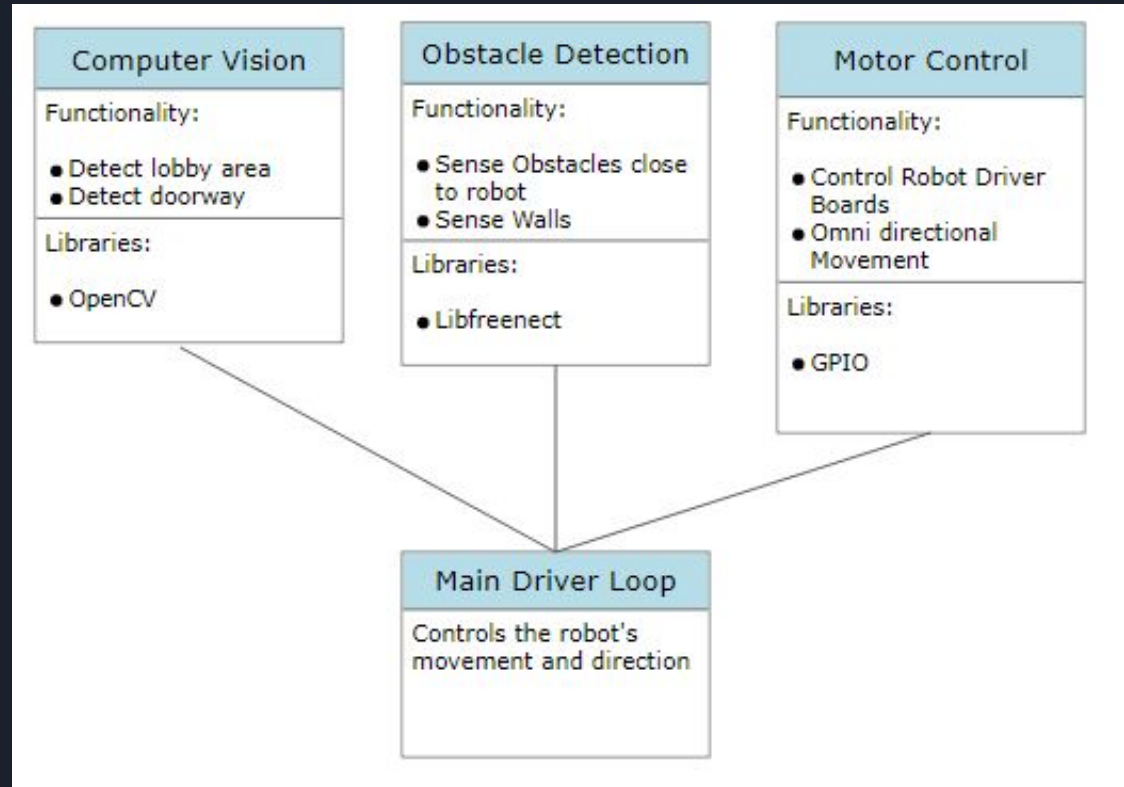 Computer Vision
Functionality:
● Detect lobby area
● Detect doorway
Libraries:
● OpenCV
Obstacle Detection
Functionality:
● Sense Obstacles close
to robot
● Sense Walls
Libraries:
● Libfreenect
Motor Control
Functionality:
● Control Robot Driver
Boards
● Omni directional
Movement
Libraries:
● GPIO
Main Driver Loop
Controls the robot's
movement and direction